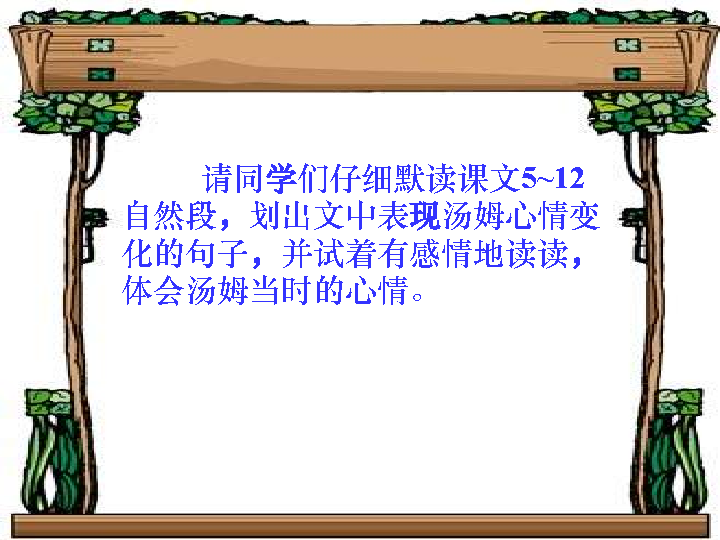 请同学们仔细默读课文5~12
自然段，划出文中表现汤姆心情变
化的句子，并试着有感情地读读，
体会汤姆当时的心情。